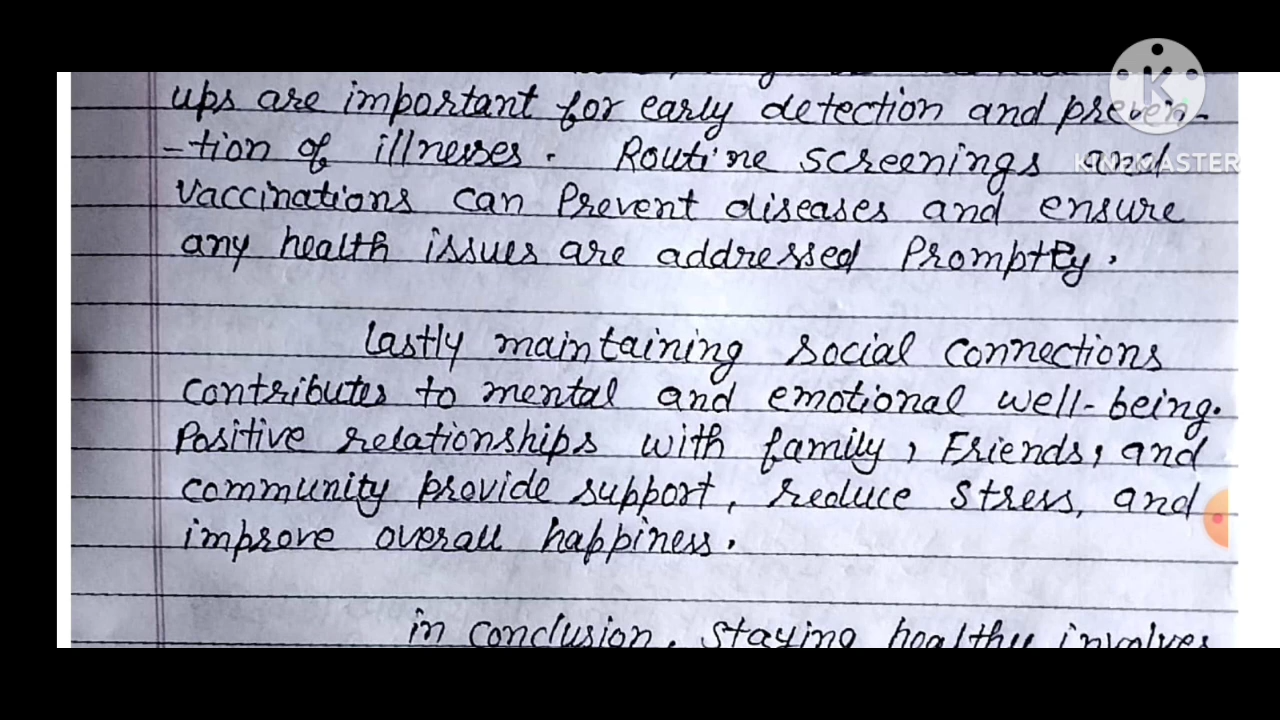 ups are important for early detection and preven-
-tion of illnesses. Routine screenings and
vaccinations can Prevent diseases and ensure
any health issues are addressed Promptly.
Lastly maintaining social connections
contributes to mental and emotional well-being.
Positive relationships with family, Friends, and
community provide support, reduce stress, and
improve overall happiness.
in conclusion, staying healthy involves
K
KINEMASTER